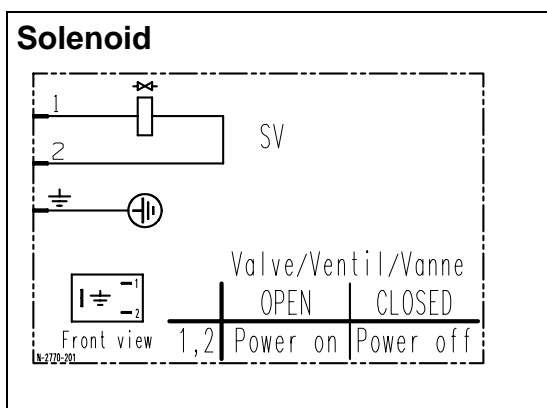 Solenoid
1
SV
2
Valve/Ventil/Vanne
1
OPEN CLOSED
2
Front view
1,2 Power on Power off
N-2770-201